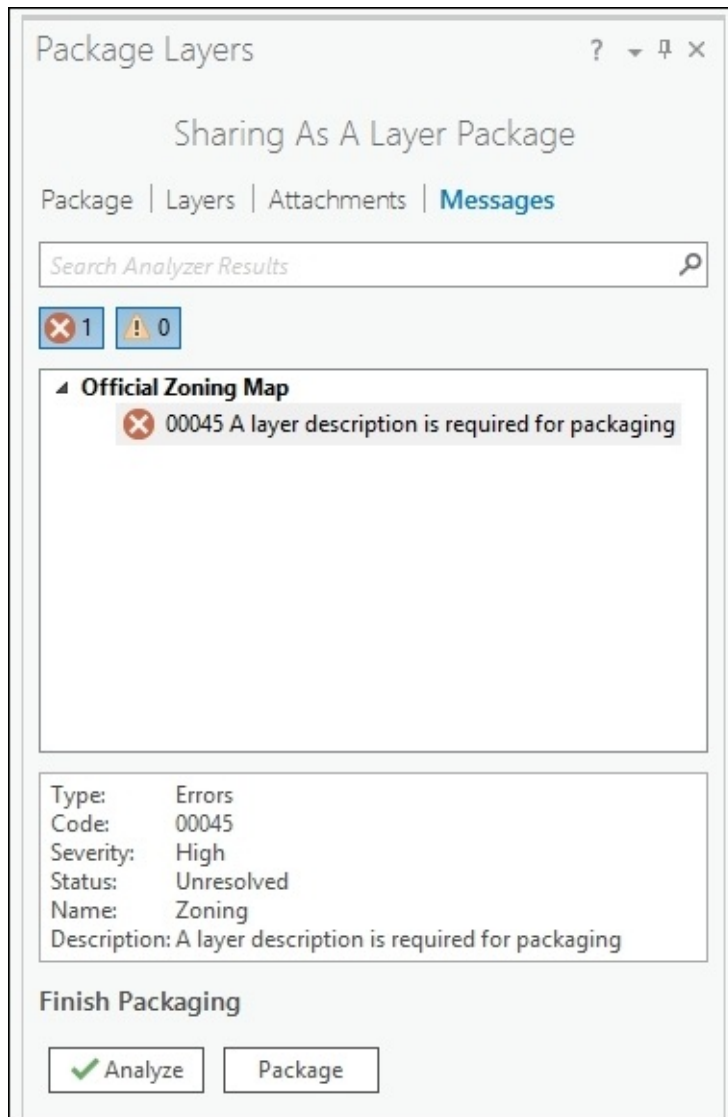 Package Layers ?
Sharing As A Layer Package
Package | Layers | Attachments | Messages
Search Analyzer Results
1 0
Official Zoning Map
00045 A layer description is required for packaging
Type: Errors
Code: 00045
Severity: High
Status: Unresolved
Name: Zoning
Description: A layer description is required for packaging
Finish Packaging
Analyze Package